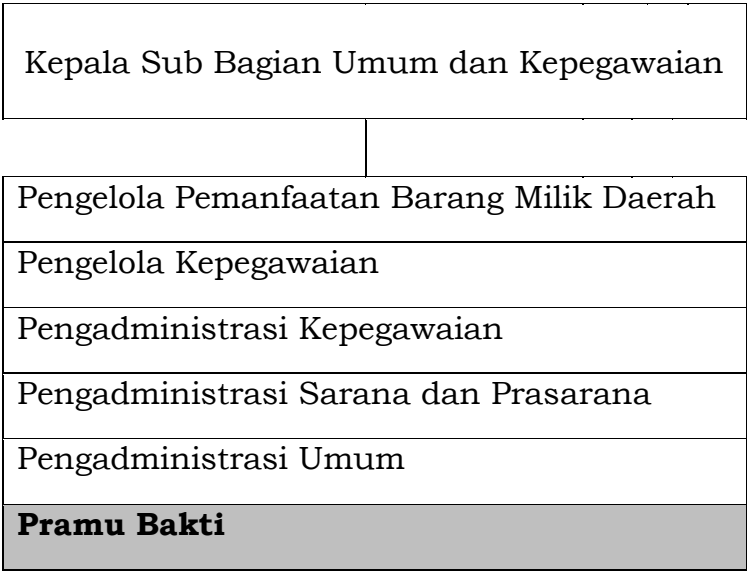 Kepala Sub Bagian Umum dan Kepegawaian
Pengelola Pemanfaatan Barang Milik Daerah
Pengelola Kepegawaian
Pengadministrasi Kepegawaian
Pengadministrasi Sarana dan Prasarana
Pengadministrasi Umum
Pramu Bakti